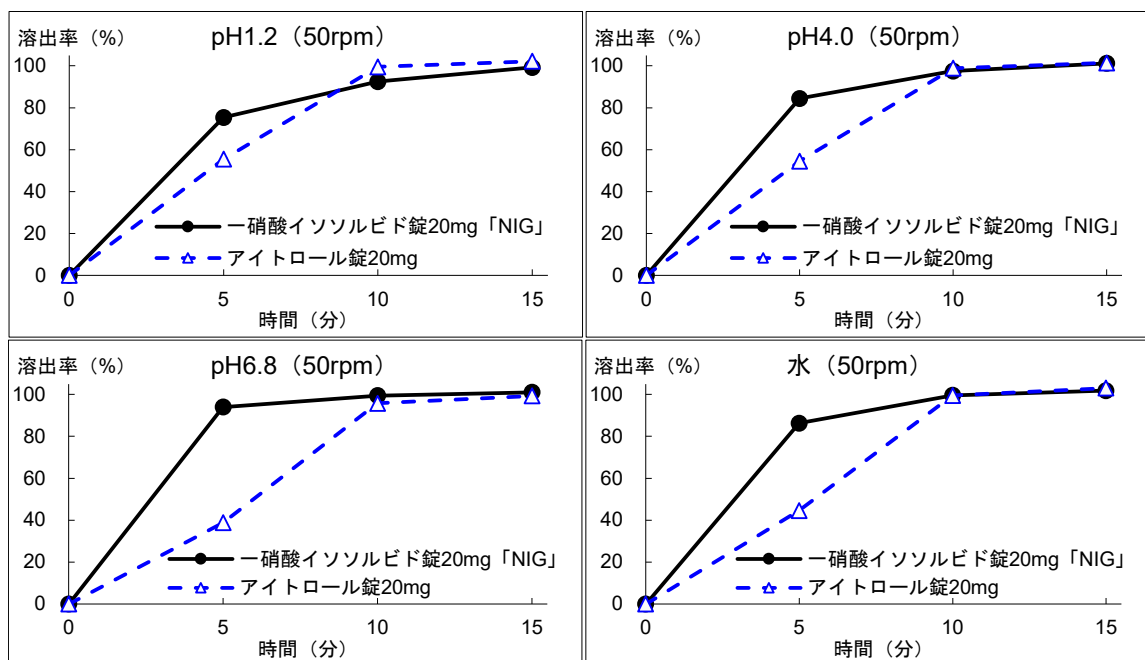 溶出率（%） pH1.2（50rpm）
100
80
60
40
20
0
一硝酸イソソルビド錠20mg「NIG」
アイトロール錠20mg
0 5 10 15
時間（分）
溶出率（%） pH4.0（50rpm）
100
80
60
40
20
0
一硝酸イソソルビド錠20mg「NIG」
アイトロール錠20mg
0 5 10 15
時間（分）
溶出率（%） pH6.8（50rpm）
100
80
60
40
20
0
一硝酸イソソルビド錠20mg「NIG」
アイトロール錠20mg
0 5 10 15
時間（分）
溶出率（%） 水（50rpm）
100
80
60
40
20
0
一硝酸イソソルビド錠20mg「NIG」
アイトロール錠20mg
0 5 10 15
時間（分）